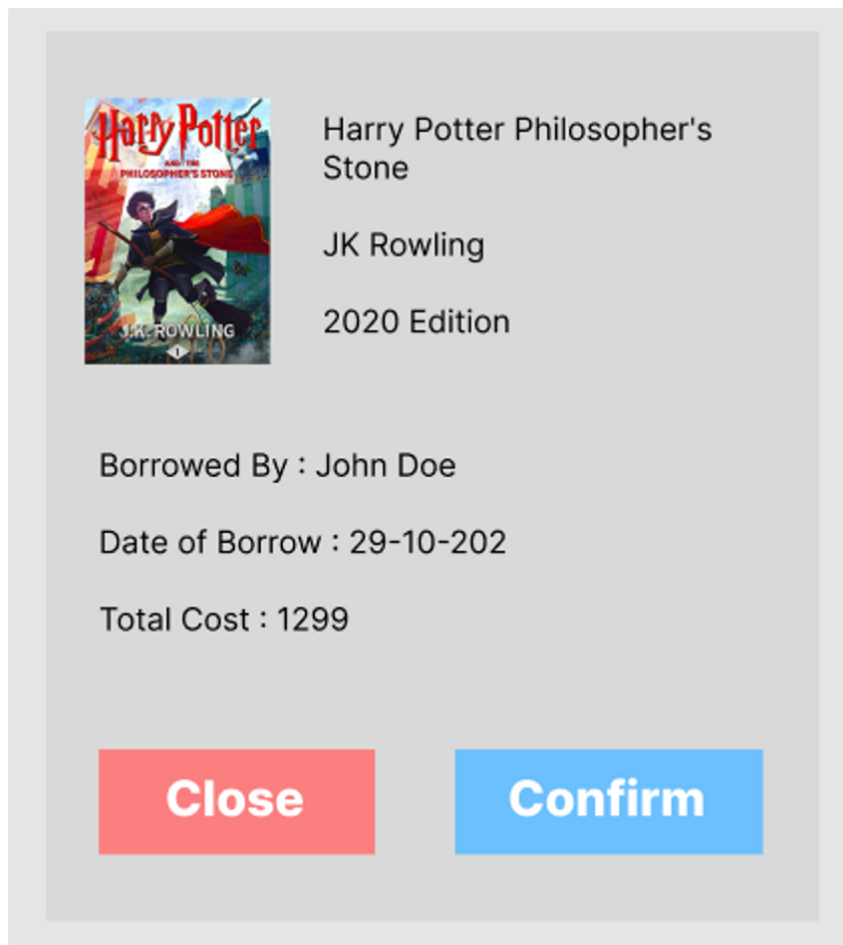 Harry Potter
AND THE
PHILOSOPHER'S STONE
J.K. ROWLING
1
Harry Potter Philosopher's
Stone
JK Rowling
2020 Edition
Borrowed By : John Doe
Date of Borrow : 29-10-202
Total Cost : 1299
Close
Confirm